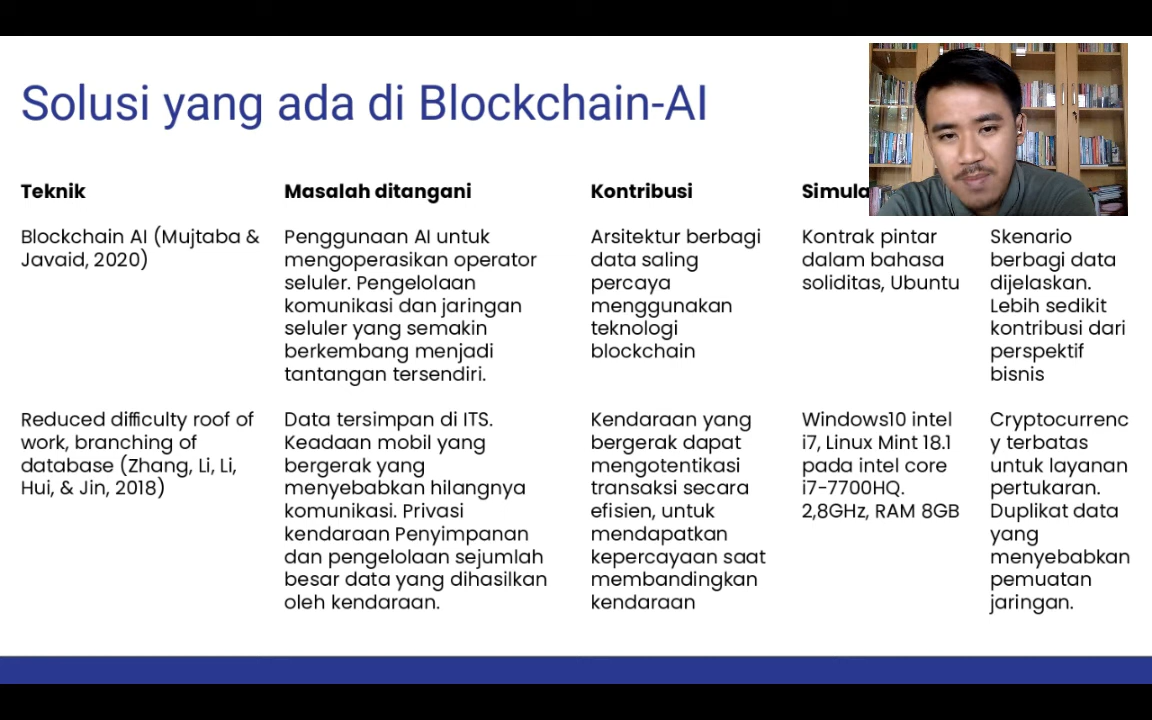 Solusi yang ada di Blockchain-AI
Teknik
Masalah ditangani
Kontribusi
Blockchain AI (Mujtaba &
Javaid, 2020)
Penggunaan AI untuk
mengoperasikan operator
seluler. Pengelolaan
komunikasi dan jaringan
seluler yang semakin
berkembang menjadi
tantangan tersendiri.
Arsitektur berbagi
data saling
percaya
menggunakan
teknologi
blockchain
Kontrak pintar
dalam bahasa
soliditas, Ubuntu
Skenario
berbagi data
dijelaskan.
Lebih sedikit
kontribusi dari
perspektif
bisnis
Reduced difficulty roof of
work, branching of
database (Zhang, Li, Li,
Hui, & Jin, 2018)
Data tersimpan di ITS.
Keadaan mobil yang
bergerak yang
menyebabkan hilangnya
komunikasi. Privasi
kendaraan Penyimpanan
dan pengelolaan sejumlah
besar data yang dihasilkan
oleh kendaraan.
Kendaraan yang
bergerak dapat
mengotentikasi
transaksi secara
efisien, untuk
mendapatkan
kepercayaan saat
membandingkan
kendaraan
Windows10 intel
i7, Linux Mint 18.1
pada intel core
i7-7700HQ.
2,8GHz, RAM 8GB
Cryptocurrenc
y terbatas
untuk layanan
pertukaran.
Duplikat data
yang
menyebabkan
pemuatan
jaringan.